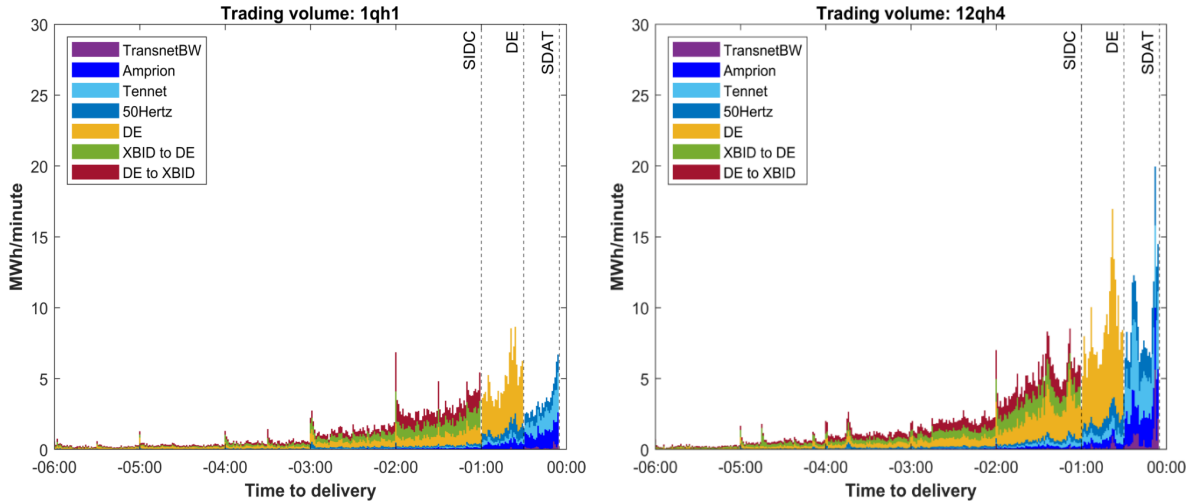 Trading volume: 1qh1
30
25
20
15
10
5
0
MWh/minute
TransnetBW
Amprion
Tennet
50Hertz
DE
XBID to DE
DE to XBID
SIDC
DE
SDAT
-06:00
-05:00
-04:00
-03:00
-02:00
-01:00
00:00
Time to delivery
Trading volume: 12qh4
30
25
20
15
10
5
0
MWh/minute
TransnetBW
Amprion
Tennet
50Hertz
DE
XBID to DE
DE to XBID
SIDC
DE
SDAT
-06:00
-05:00
-04:00
-03:00
-02:00
-01:00
00:00
Time to delivery